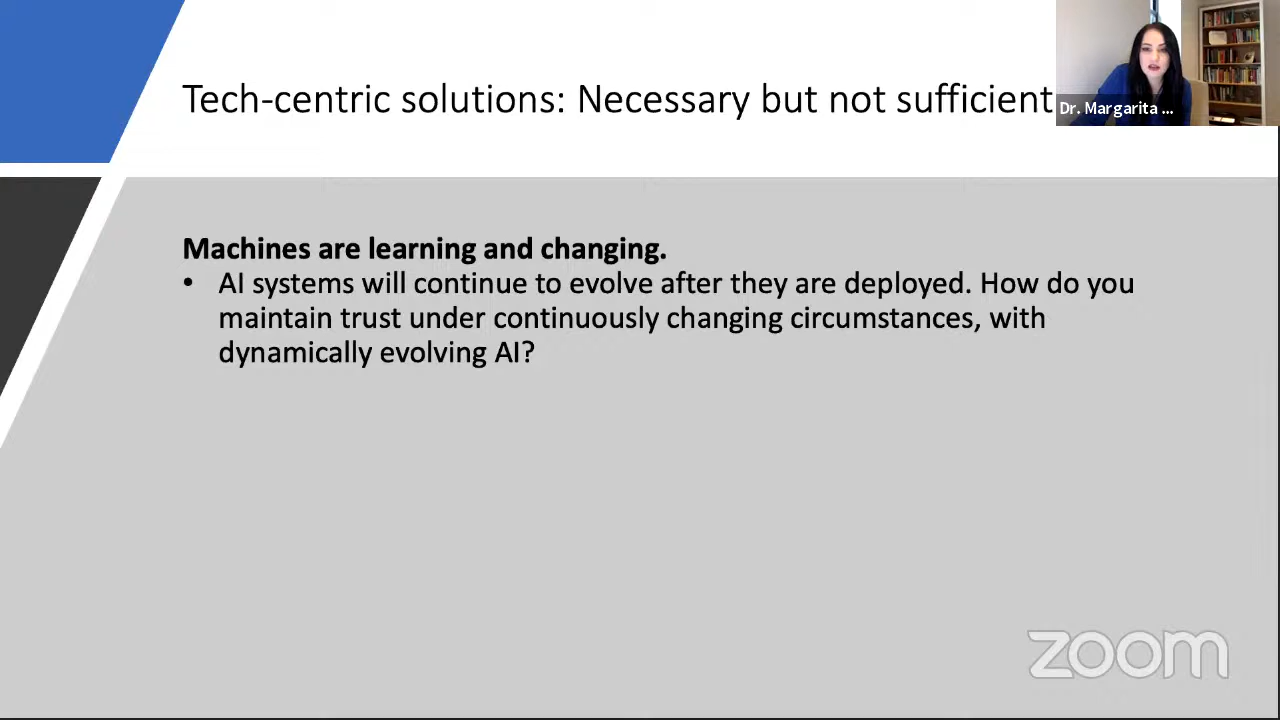 Tech-centric solutions: Necessary but not sufficient
Dr. Margarita ...
Machines are learning and changing.
• AI systems will continue to evolve after they are deployed. How do you
maintain trust under continuously changing circumstances, with
dynamically evolving AI?
zoom